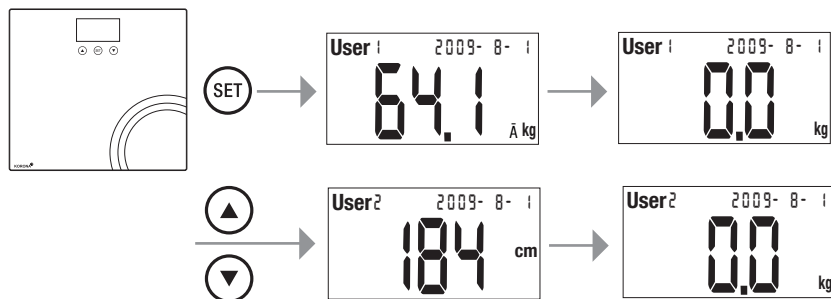 SET
KORONA
SET
User 1 2009- 8- 1
64.1 Ā kg
User 1 2009- 8- 1
0.0 kg
User 2 2009- 8- 1
184 cm
User 2 2009- 8- 1
0.0 kg